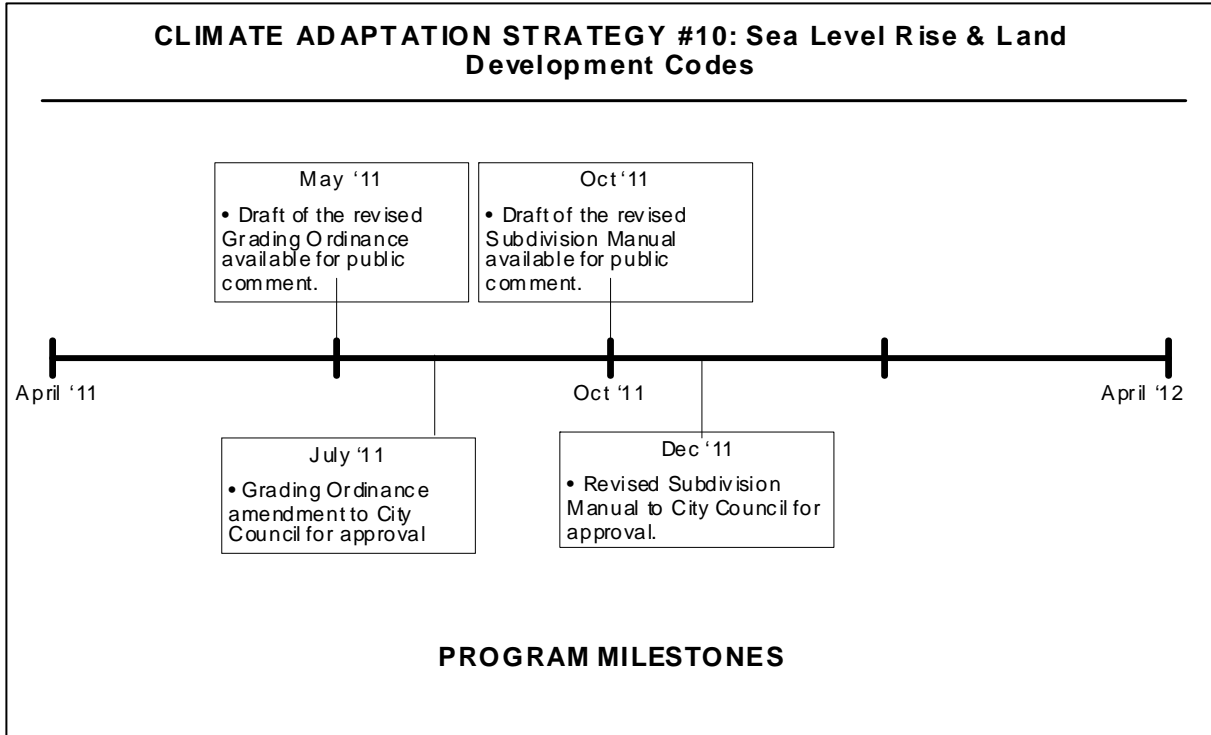 CLIMATE ADAPTATION STRATEGY #10: Sea Level Rise & Land
Development Codes
May ‘11
• Draft of the revised
Grading Ordinance
available for public
comment.
Oct ‘11
• Draft of the revised
Subdivision Manual
available for public
comment.
April ‘11
Oct ‘11
April ‘12
July ‘11
• Grading Ordinance
amendment to City
Council for approval
Dec ‘11
• Revised Subdivision
Manual to City Council for
approval.
PROGRAM MILESTONES